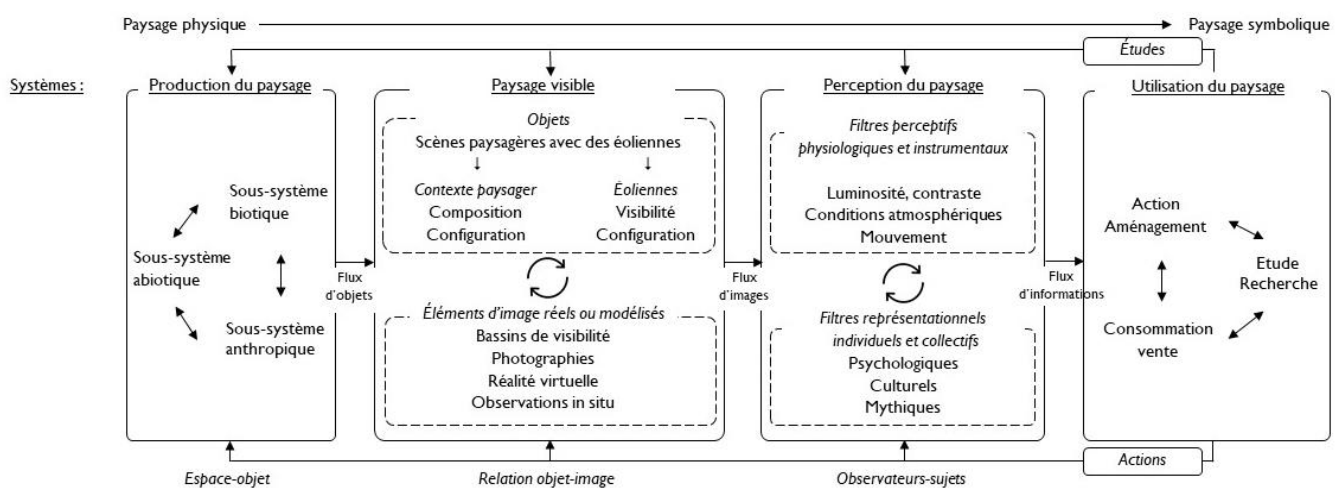 Paysage physique
Paysage symbolique
Études
Systèmes :
Production du paysage
Paysage visible
Perception du paysage
Utilisation du paysage
Sous-système
biotique
Sous-système
abiotique
Sous-système
anthropique
Flux
d'objets
Objets
Scènes paysagères avec des éoliennes
Contexte paysager
Composition
Configuration
Éoliennes
Visibilité
Configuration
Éléments d'image réels ou modélisés
Bassins de visibilité
Photographies
Réalité virtuelle
Observations in situ
Flux
d'images
Filtres perceptifs
physiologiques et instrumentaux
Luminosité, contraste
Conditions atmosphériques
Mouvement
Filtres représentationnels
individuels et collectifs
Psychologiques
Culturels
Mythiques
Flux
d'informations
Action
Aménagement
Etude
Recherche
Consommation
vente
Actions
Espace-objet
Relation objet-image
Observateurs-sujets